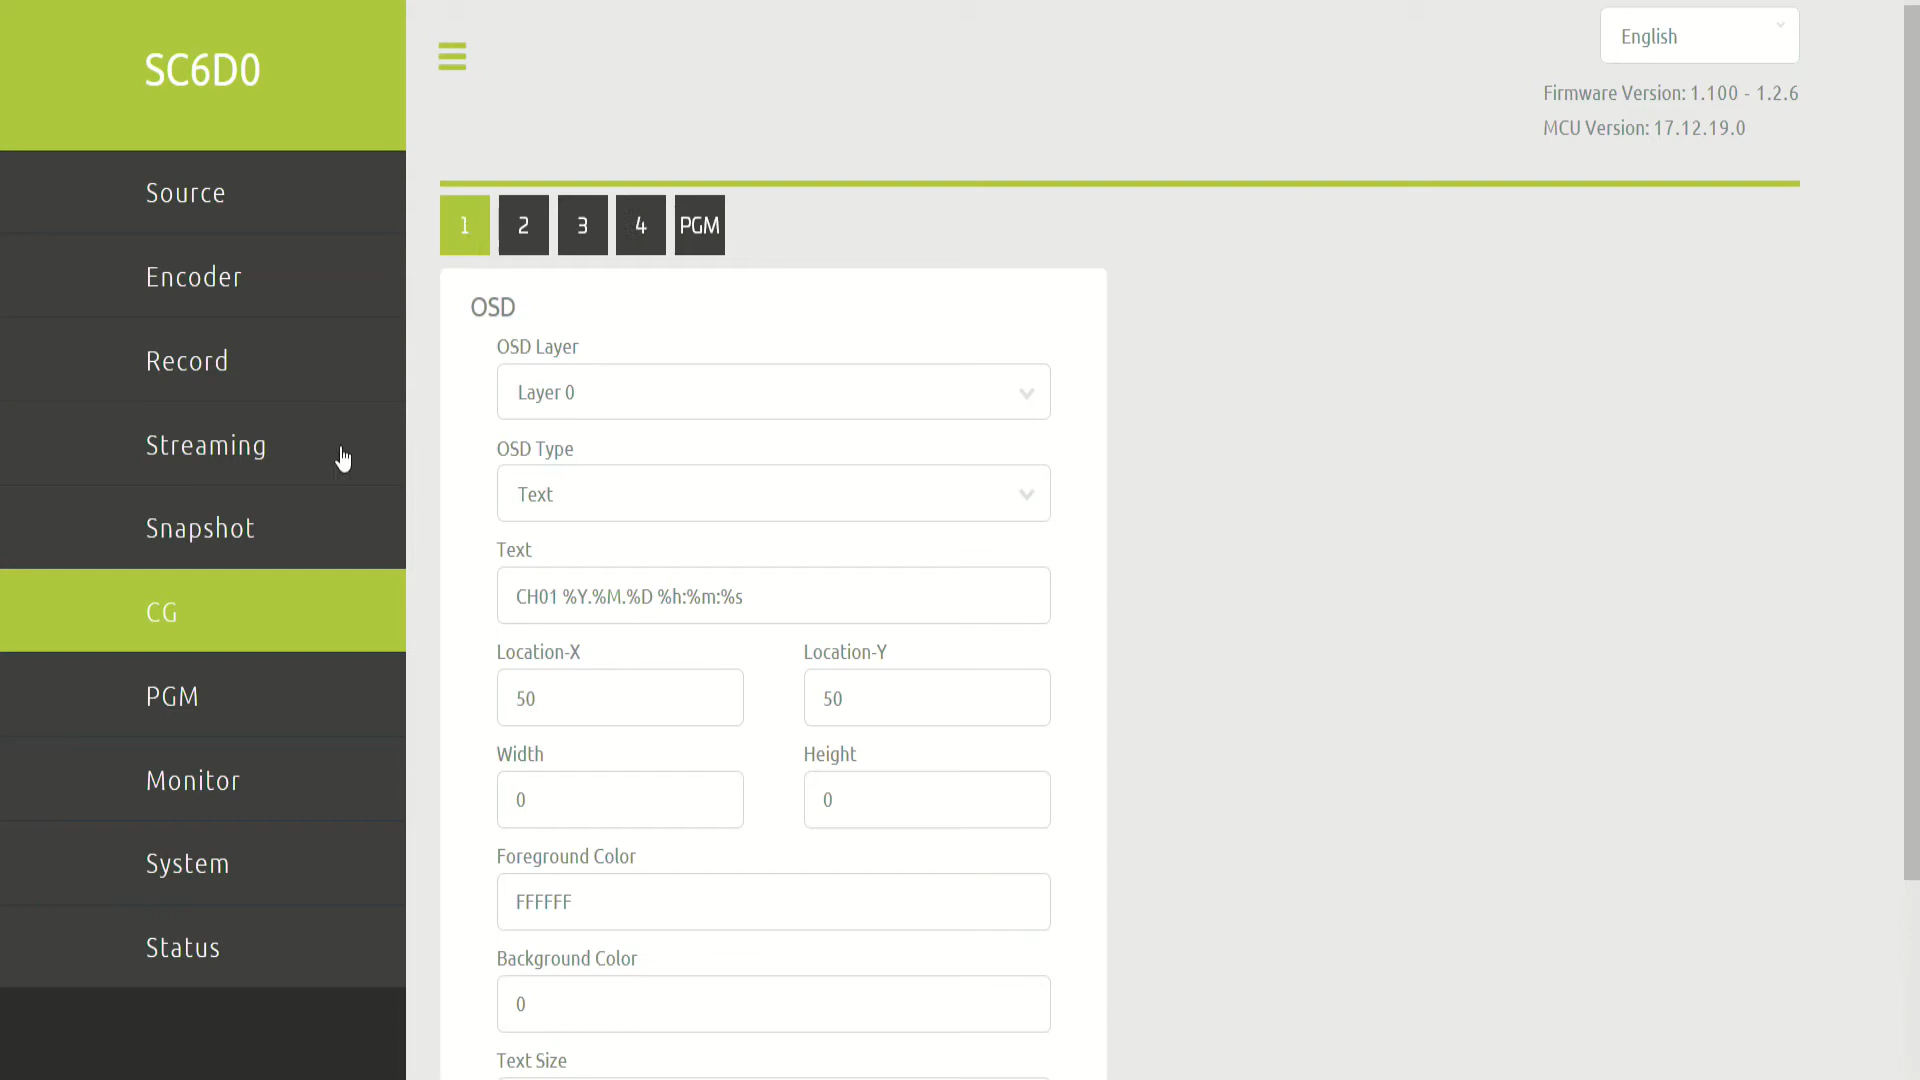 SC6D0
Source
Encoder
Record
Streaming
Snapshot
CG
PGM
Monitor
System
Status
English
Firmware Version: 1.100 - 1.2.6
MCU Version: 17.12.19.0
1 2 3 4 PGM
OSD
OSD Layer
Layer 0
OSD Type
Text
Text
CH01 %Y.%M.%D %h:%m:%s
Location-X Location-Y
50 50
Width Height
0 0
Foreground Color
FFFFFF
Background Color
0
Text Size